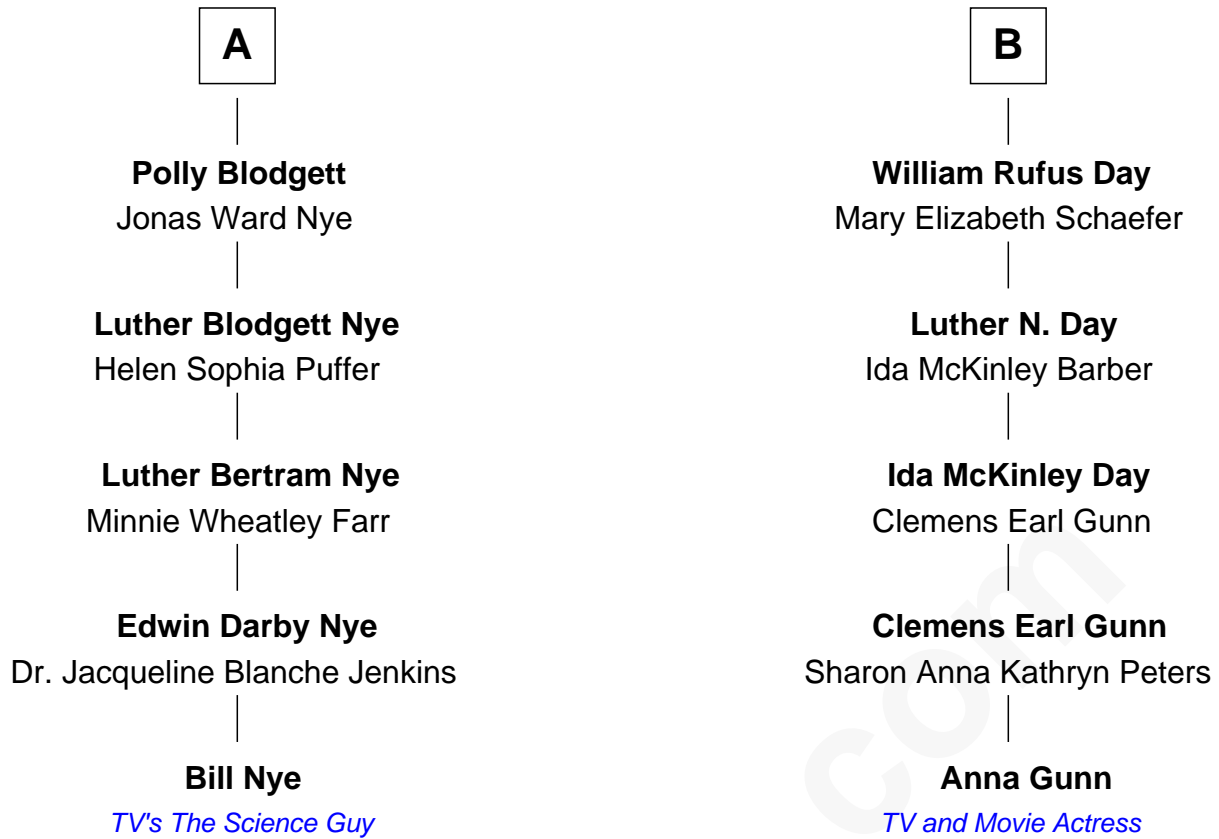 A
Polly Blodgett
Jonas Ward Nye
Luther Blodgett Nye
Helen Sophia Puffer
Luther Bertram Nye
Minnie Wheatley Farr
Edwin Darby Nye
Dr. Jacqueline Blanche Jenkins
Bill Nye
TV's The Science Guy
B
William Rufus Day
Mary Elizabeth Schaefer
Luther N. Day
Ida McKinley Barber
Ida McKinley Day
Clemens Earl Gunn
Clemens Earl Gunn
Sharon Anna Kathryn Peters
Anna Gunn
TV and Movie Actress
com